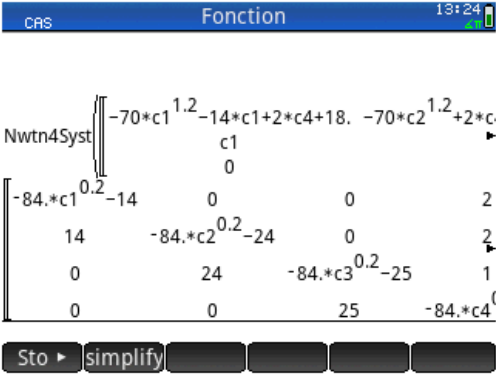 CAS Fonction 13:24
∡π
Nwtn4Syst
-70*c1^1.2-14*c1+2*c4+18. -70*c2^1.2+2*c
c1
0
-84.*c1^0.2-14 0 0 2
14 -84.*c2^0.2-24 0 2
0 24 -84.*c3^0.2-25 1
0 0 25 -84.*c4
Sto ▸ simplify